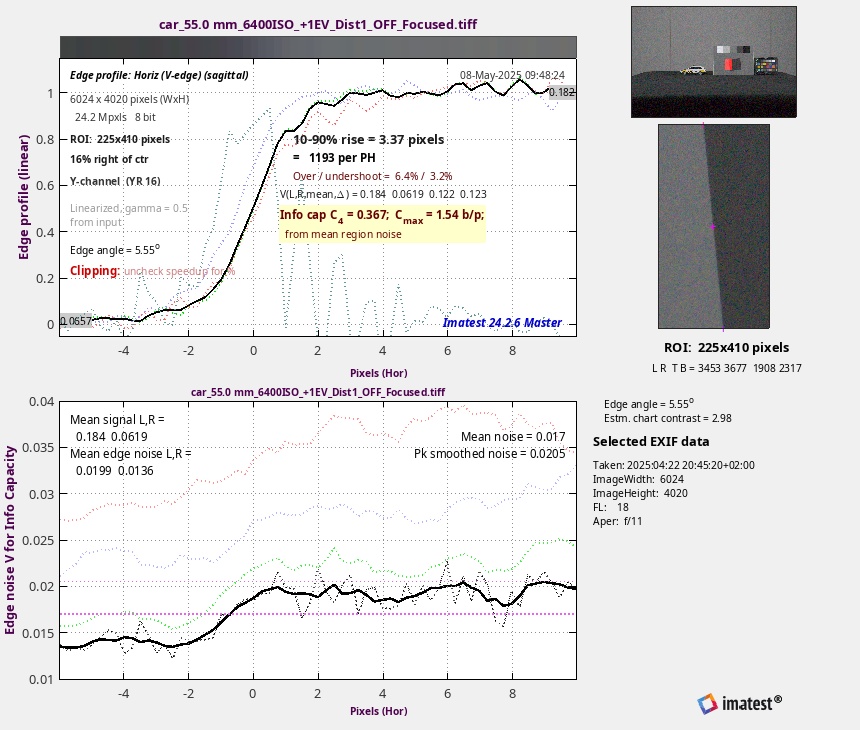 car_55.0 mm_6400ISO_+1EV_Dist1_OFF_Focused.tiff
Edge profile: Horiz (V-edge) (sagittal)
08-May-2025 09:48:24
6024 x 4020 pixels (WxH)
24.2 Mpxls 8 bit
ROI: 225x410 pixels
16% right of ctr
Y-channel (YR 16)
Linearized, gamma = 0.5
from input
Edge angle = 5.55º
Clipping: uncheck speedup for %
10-90% rise = 3.37 pixels
= 1193 per PH
Over / undershoot = 6.4% / 3.2%
V(L,R,mean,Δ) = 0.184 0.0619 0.122 0.123
Info cap C4 = 0.367; Cmax = 1.54 b/p;
from mean region noise
Imatest 24.2.6 Master
0.182
0.0657
Edge profile (linear)
1
0.8
0.6
0.4
0.2
0
-4 -2 0 2 4 6 8
Pixels (Hor)
car_55.0 mm_6400ISO_+1EV_Dist1_OFF_Focused.tiff
Mean signal L,R =
0.184 0.0619
Mean edge noise L,R =
0.0199 0.0136
Mean noise = 0.017
Pk smoothed noise = 0.0205
Edge noise V for Info Capacity
0.04
0.035
0.03
0.025
0.02
0.015
0.01
-4 -2 0 2 4 6 8
Pixels (Hor)
ROI: 225x410 pixels
L R T B = 3453 3677 1908 2317
Edge angle = 5.55º
Estm. chart contrast = 2.98
Selected EXIF data
Taken: 2025:04:22 20:45:20+02:00
ImageWidth: 6024
ImageHeight: 4020
FL: 18
Aper: f/11
imatest®